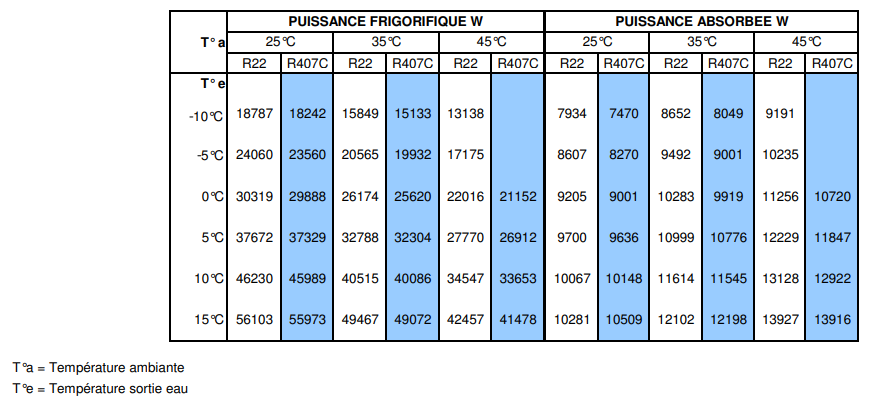 PUISSANCE FRIGORIFIQUE W PUISSANCE ABSORBEE W
T°a 25°C 35°C 45°C 25°C 35°C 45°C
R22 R407C R22 R407C R22 R407C R22 R407C R22 R407C R22 R407C
T°e
-10°C 18787 18242 15849 15133 13138 7934 7470 8652 8049 9191
-5°C 24060 23560 20565 19932 17175 8607 8270 9492 9001 10235
0°C 30319 29888 26174 25620 22016 21152 9205 9001 10283 9919 11256 10720
5°C 37672 37329 32788 32304 27770 26912 9700 9636 10999 10776 12229 11847
10°C 46230 45989 40515 40086 34547 33653 10067 10148 11614 11545 13128 12922
15°C 56103 55973 49467 49072 42457 41478 10281 10509 12102 12198 13927 13916
T°a = Température ambiante
T°e = Température sortie eau